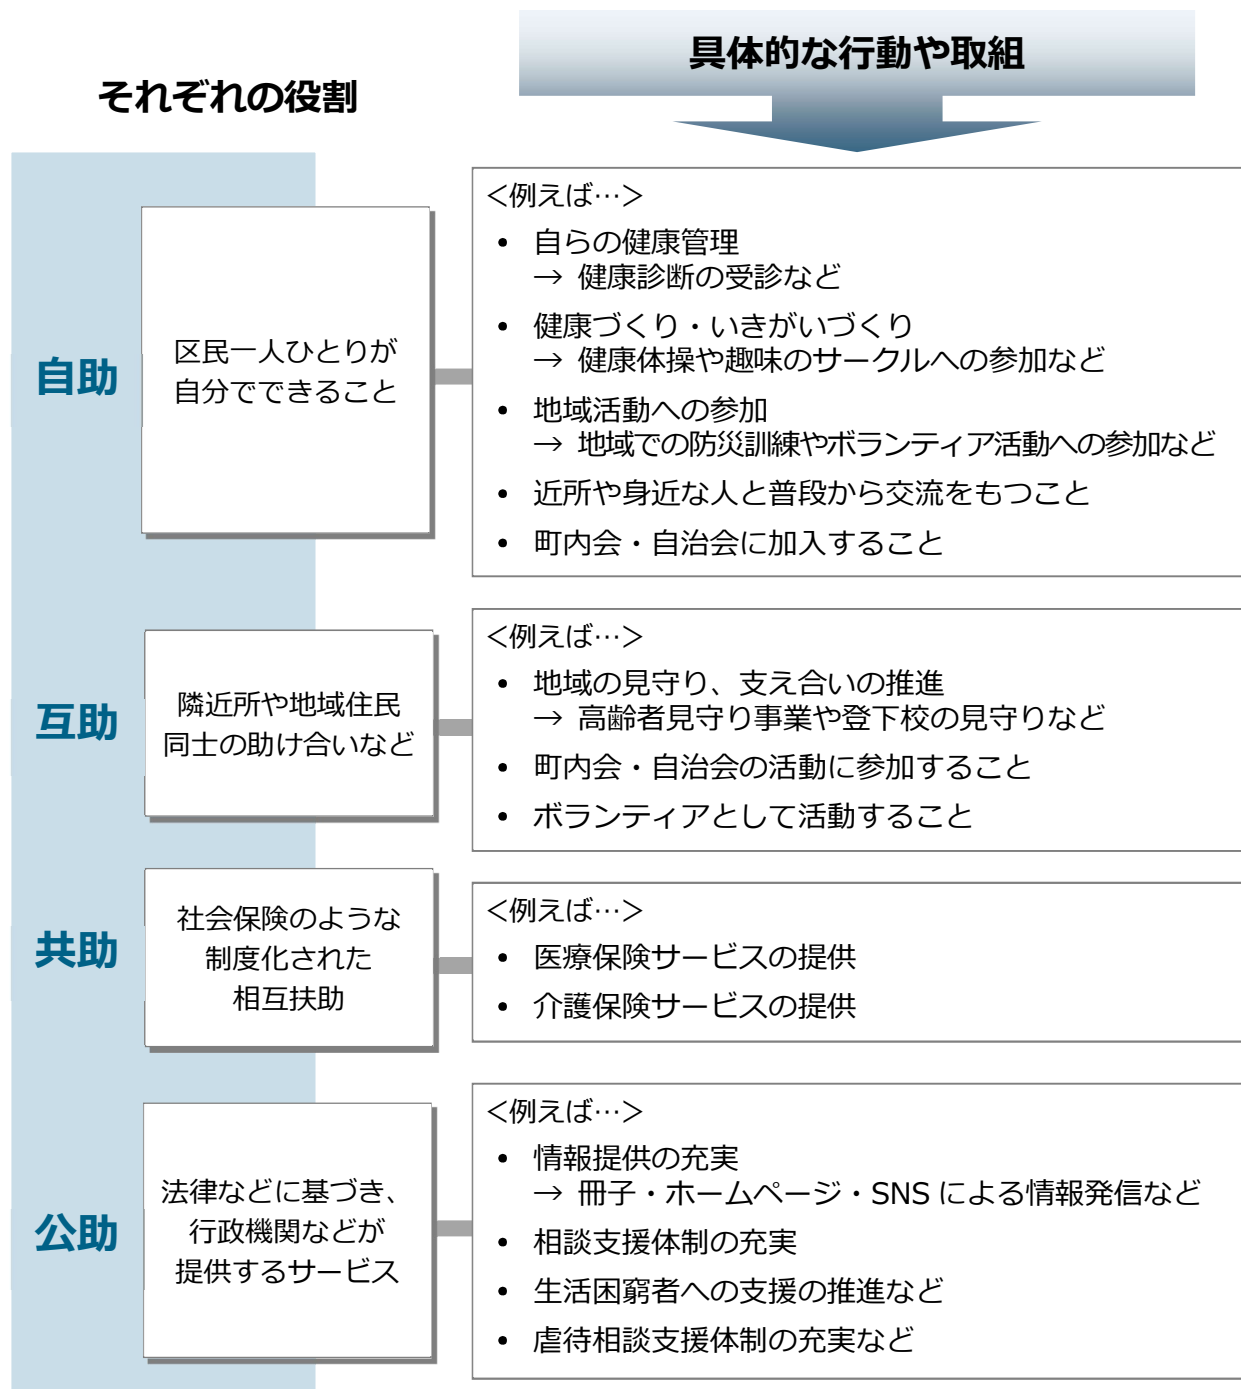 具体的な行動や取組
それぞれの役割
自助
区民一人ひとりが
自分でできること
＜例えば…＞
• 自らの健康管理
→ 健康診断の受診など
• 健康づくり・いきがいづくり
→ 健康体操や趣味のサークルへの参加など
• 地域活動への参加
→ 地域での防災訓練やボランティア活動への参加など
• 近所や身近な人と普段から交流をもつこと
• 町内会・自治会に加入すること
互助
隣近所や地域住民
同士の助け合いなど
＜例えば…＞
• 地域の見守り、支え合いの推進
→ 高齢者見守り事業や登下校の見守りなど
• 町内会・自治会の活動に参加すること
• ボランティアとして活動すること
共助
社会保険のような
制度化された
相互扶助
＜例えば…＞
• 医療保険サービスの提供
• 介護保険サービスの提供
公助
法律などに基づき、
行政機関などが
提供するサービス
＜例えば…＞
• 情報提供の充実
→ 冊子・ホームページ・SNS による情報発信など
• 相談支援体制の充実
• 生活困窮者への支援の推進など
• 虐待相談支援体制の充実など